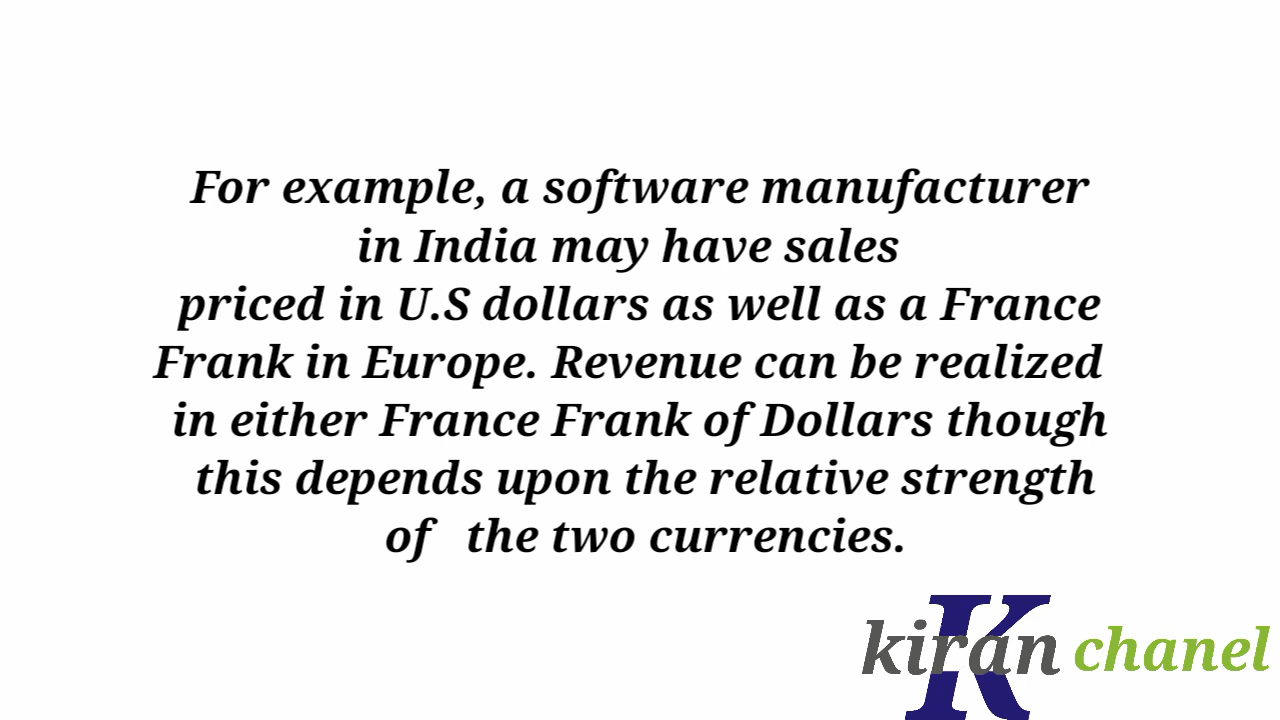 For example, a software manufacturer
in India may have sales
priced in U.S dollars as well as a France
Frank in Europe. Revenue can be realized
in either France Frank of Dollars though
this depends upon the relative strength
of the two currencies.
K
kiran chanel